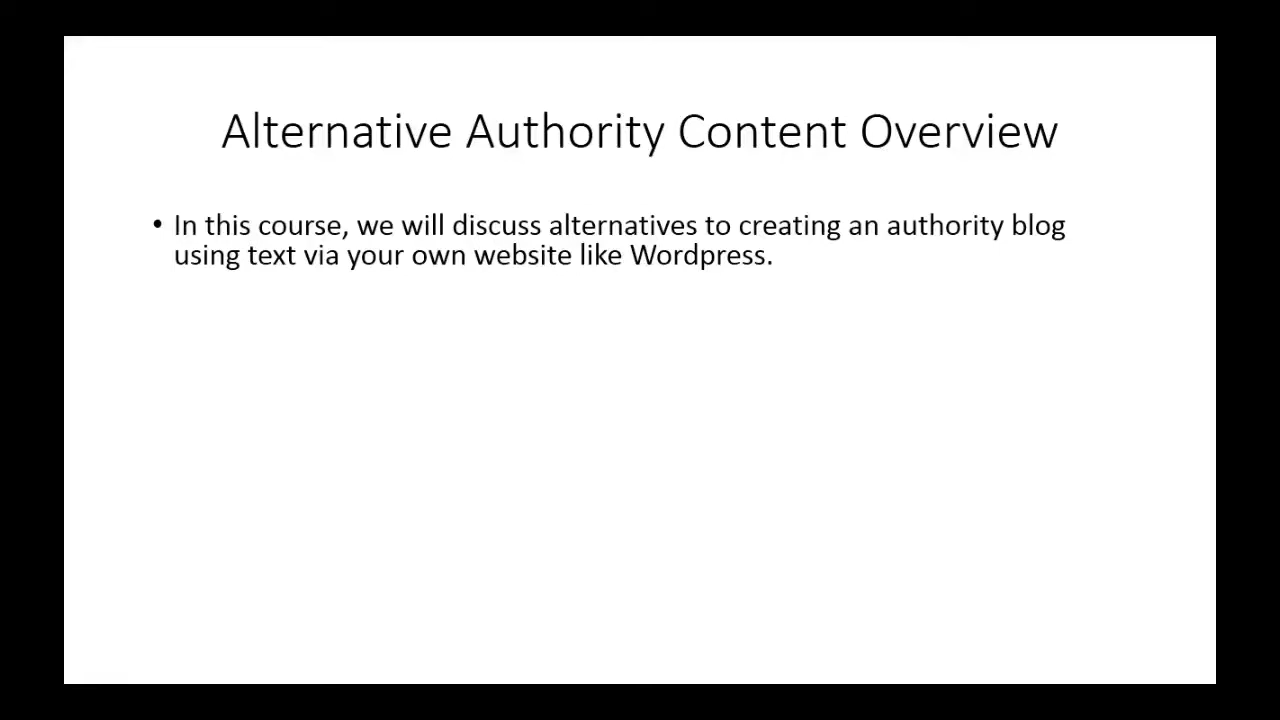 Alternative Authority Content Overview
• In this course, we will discuss alternatives to creating an authority blog
using text via your own website like Wordpress.